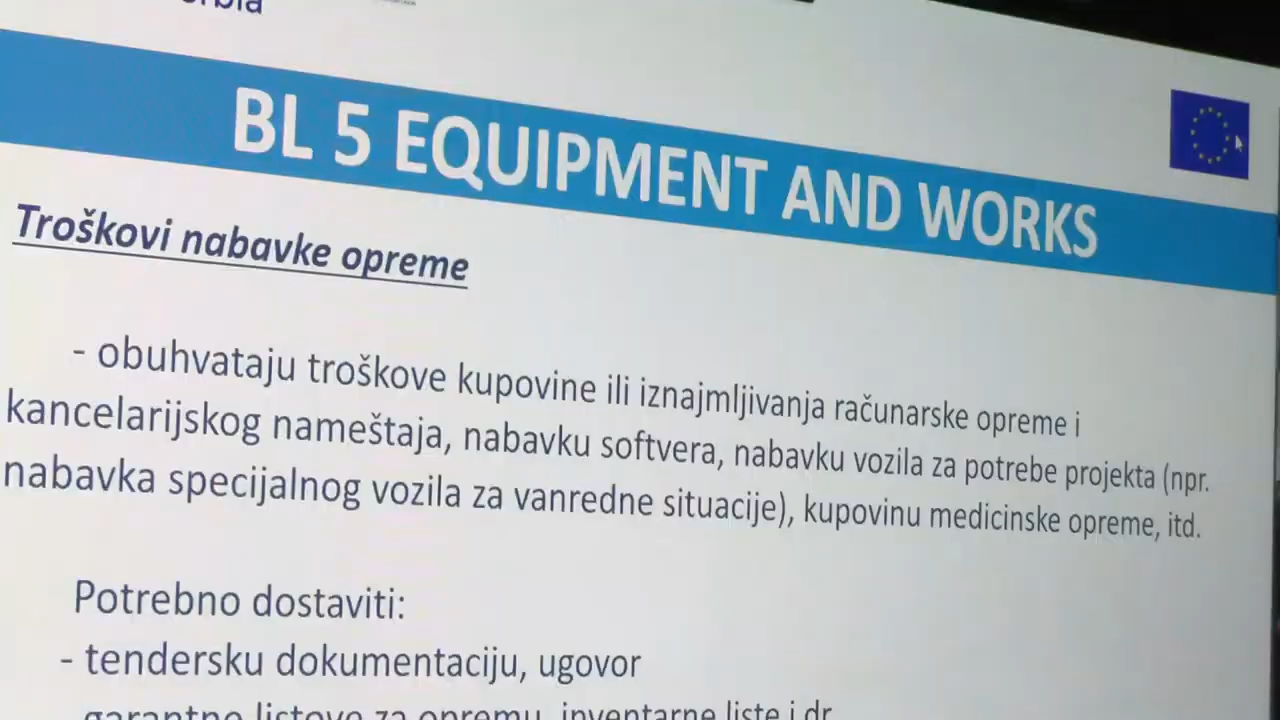 BL 5 EQUIPMENT AND WORKS
Troškovi nabavke opreme
- obuhvataju troškove kupovine ili iznajmljivanja računarske opreme i
kancelarijskog nameštaja, nabavku softvera, nabavku vozila za potrebe projekta (npr.
nabavka specijalnog vozila za vanredne situacije), kupovinu medicinske opreme, itd.
Potrebno dostaviti:
- tendersku dokumentaciju, ugovor
garantne listove za opremu, inventarne liste i dr